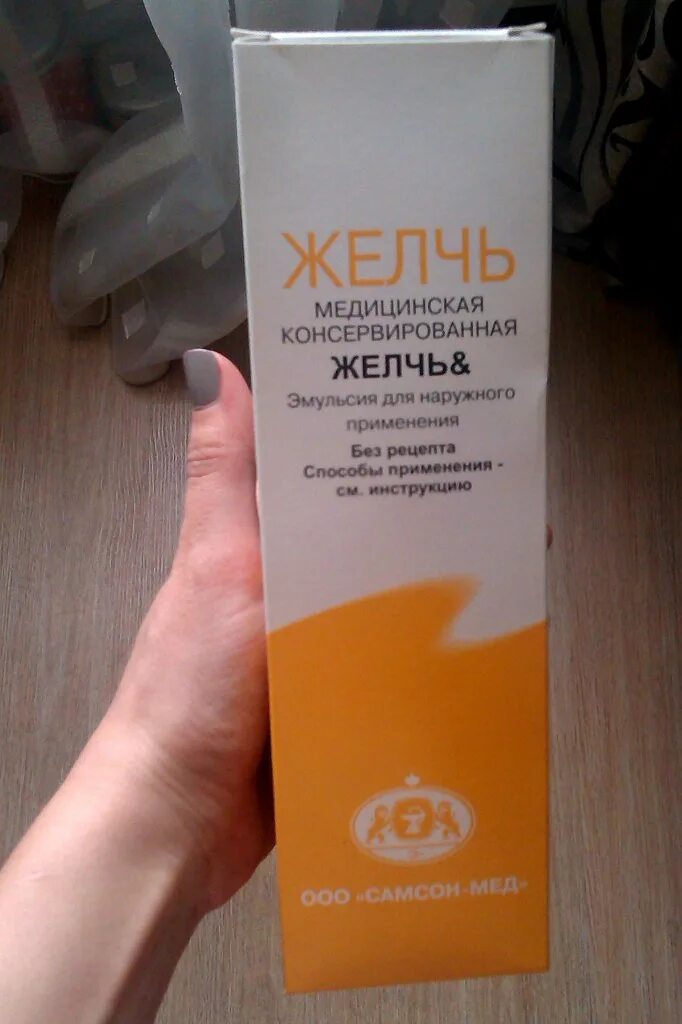 ЖЕЛЧЬ
МЕДИЦИНСКАЯ
КОНСЕРВИРОВАННАЯ
ЖЕЛЧЬ&
Эмульсия для наружного
применения
Без рецепта
Способы применения -
см. инструкцию
ООО «САМСОН-МЕД»